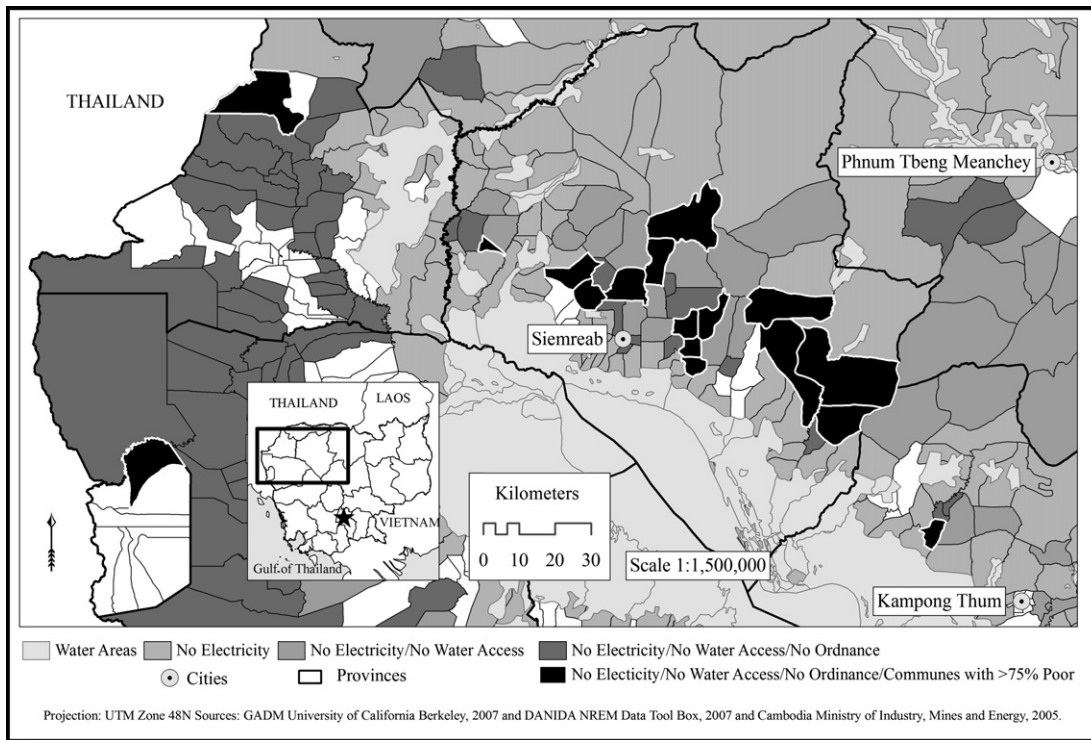 THAILAND
Phnum Tbeng Meanchey
Siemreab
THAILAND
LAOS
VIETNAM
Gulf of Thailand
Kilometers
0 10 20 30
Scale 1:1,500,000
Kampong Thum
Water Areas No Electricity No Electricity/No Water Access No Electricity/No Water Access/No Ordnance
Cities Provinces No Electicity/No Water Access/No Ordinance/Communes with >75% Poor
Projection: UTM Zone 48N Sources: GADM University of California Berkeley, 2007 and DANIDA NREM Data Tool Box, 2007 and Cambodia Ministry of Industry, Mines and Energy, 2005.